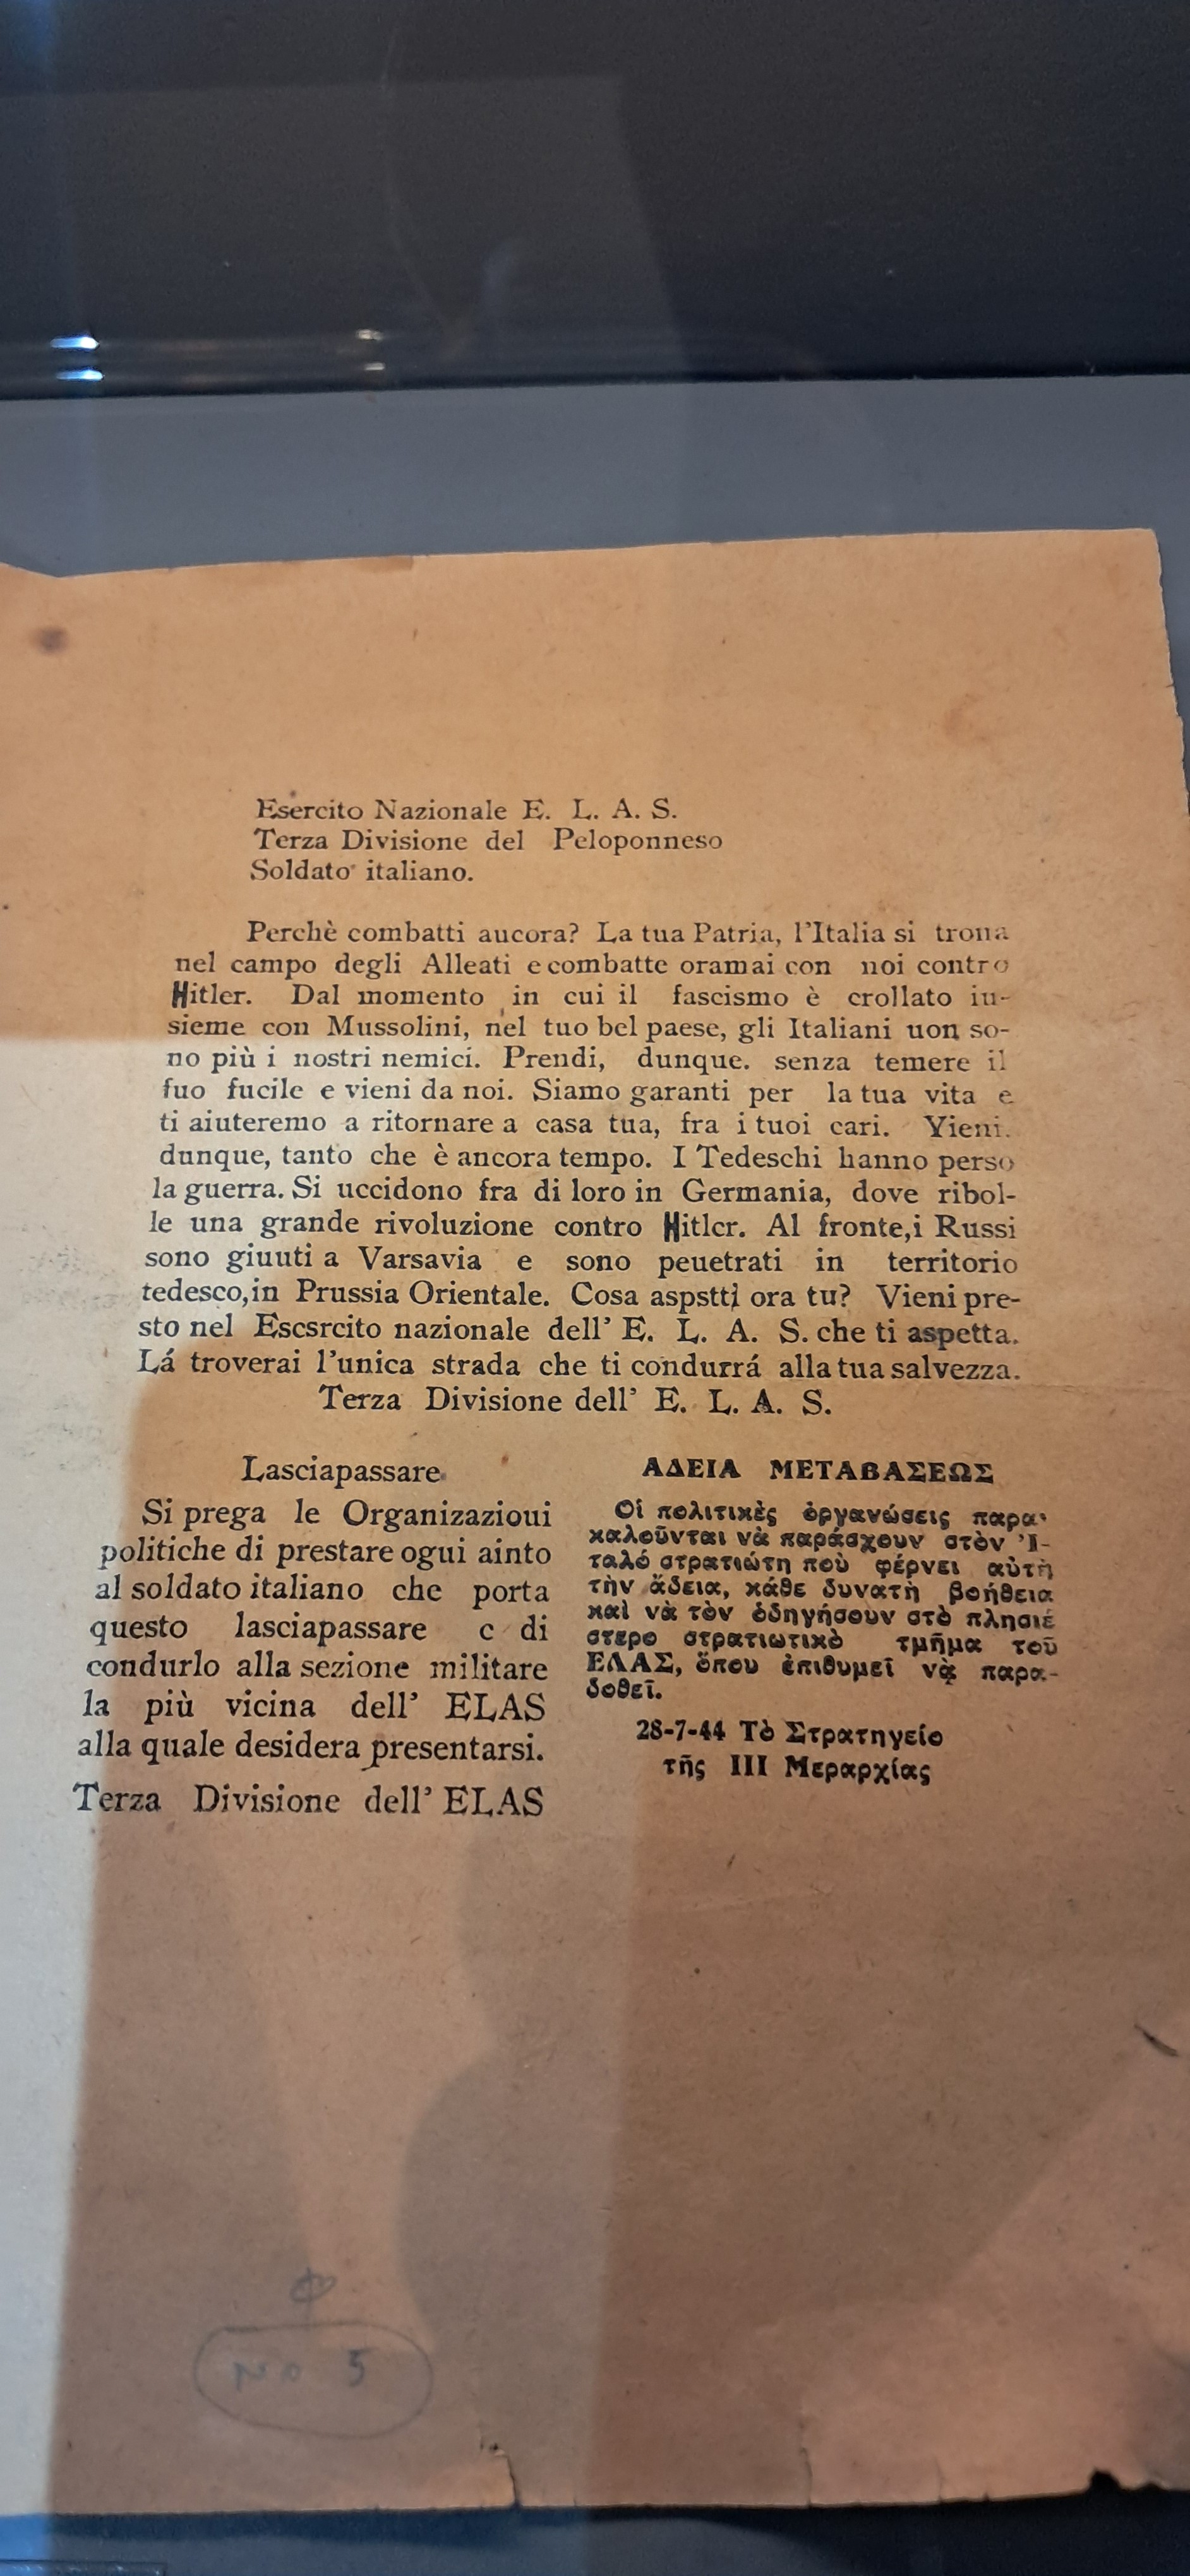 Esercito Nazionale E. L. A. S.
Terza Divisione del Peloponneso
Soldato italiano.
Perchè combatti aucora? La tua Patria, l'Italia si trona
nel campo degli Alleati e combatte oramai con noi contro
Hitler. Dal momento in cui il fascismo è crollato iu-
sieme con Mussolini, nel tuo bel paese, gli Italiani uon so-
no più i nostri nemici. Prendi, dunque. senza temere il
fuo fucile e vieni da noi. Siamo garanti per la tua vita e
ti aiuteremo a ritornare a casa tua, fra i tuoi cari. Yieni.
dunque, tanto che è ancora tempo. I Tedeschi hanno perso
la guerra. Si uccidono fra di loro in Germania, dove ribol-
le una grande rivoluzione contro Hitlcr. Al fronte,i Russi
sono giuuti a Varsavia e sono peuetrati in territorio
tedesco,in Prussia Orientale. Cosa aspstti ora tu? Vieni pre-
sto nel Escsrcito nazionale dell' E. L. A. S. che ti aspetta.
Lá troverai l'unica strada che ti condurrá alla tua salvezza.
Terza Divisione dell' E. L. A. S.
Lasciapassare
Si prega le Organizazioui
politiche di prestare ogui ainto
al soldato italiano che porta
questo lasciapassare c di
condurlo alla sezione militare
la più vicina dell' ELAS
alla quale desidera presentarsi.
Terza Divisione dell' ELAS
ΑΔΕΙΑ ΜΕΤΑΒΑΣΕΩΣ
Οἱ πολιτικὲς ὀργανώσεις παρα-
καλοῦνται νὰ παράσχουν στὸν Ἰ-
ταλό στρατιώτη ποὺ φέρνει αὐτὴ
τὴν ἄδεια, κάθε δυνατὴ βοήθεια
καὶ νὰ τὸν ὁδηγήσουν στὸ πλησιέ
στερο στρατιωτικὸ τμῆμα τοῦ
ΕΛΑΣ, ὅπου ἐπιθυμεῖ νὰ παρα-
δοθεῖ.
28-7-44 Τὸ Στρατηγεῖο
τῆς III Μεραρχίας
No 5